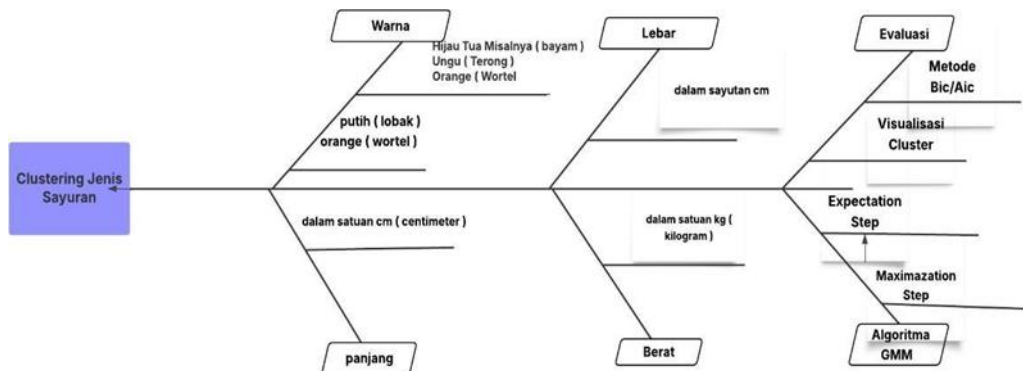 Warna
Hijau Tua Misalnya ( bayam )
Ungu ( Terong )
Orange ( Wortel
putih ( lobak )
orange ( wortel )
Lebar
dalam sayutan cm
Evaluasi
Metode
Bic/Aic
Visualisasi
Cluster
Clustering Jenis
Sayuran
dalam satuan cm ( centimeter )
panjang
dalam satuan kg (
kilogram )
Berat
Expectation
Step
Maximazation
Step
Algoritma
GMM